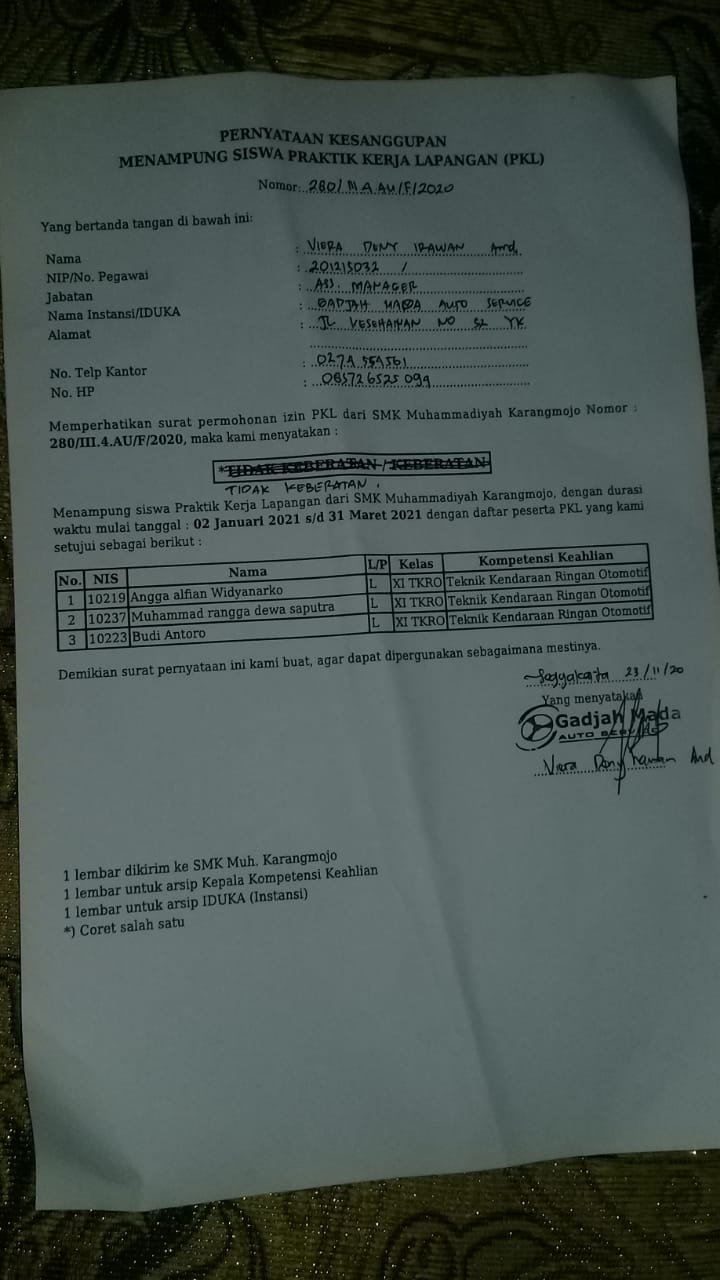 PERNYATAAN KESANGGUPAN
MENAMPUNG SISWA PRAKTIK KERJA LAPANGAN (PKL)
Nomor: 280/M.A.AU/F/2020
Yang bertanda tangan di bawah ini:
Nama : VIERA DENY IRAWAN Amd.
NIP/No. Pegawai : 201215032 /
Jabatan : ASS. MANAGER
Nama Instansi/IDUKA : GADJAH MADA AUTO SERVICE
Alamat : JL KESEHATAN NO YK
No. Telp Kantor : 0274 554561
No. HP : 085726525099
Memperhatikan surat permohonan izin PKL dari SMK Muhammadiyah Karangmojo Nomor :
280/III.4.AU/F/2020, maka kami menyatakan :
*TIDAK KEBERATAN / KEBERATAN
TIDAK KEBERATAN.
Menampung siswa Praktik Kerja Lapangan dari SMK Muhammadiyah Karangmojo, dengan durasi
waktu mulai tanggal : 02 Januari 2021 s/d 31 Maret 2021 dengan daftar peserta PKL yang kami
setujui sebagai berikut :
No. NIS Nama L/P Kelas Kompetensi Keahlian
1 10219 Angga alfian Widyanarko L XI TKRO Teknik Kendaraan Ringan Otomotif
2 10237 Muhammad rangga dewa saputra L XI TKRO Teknik Kendaraan Ringan Otomotif
3 10223 Budi Antoro L XI TKRO Teknik Kendaraan Ringan Otomotif
Demikian surat pernyataan ini kami buat, agar dapat dipergunakan sebagaimana mestinya.
Jogyakarta 23/11/20
Yang menyatakan
Gadjah Mada
AUTO SERVICE
Viera Deny Irawan Amd
1 lembar dikirim ke SMK Muh. Karangmojo
1 lembar untuk arsip Kepala Kompetensi Keahlian
1 lembar untuk arsip IDUKA (Instansi)
*) Coret salah satu